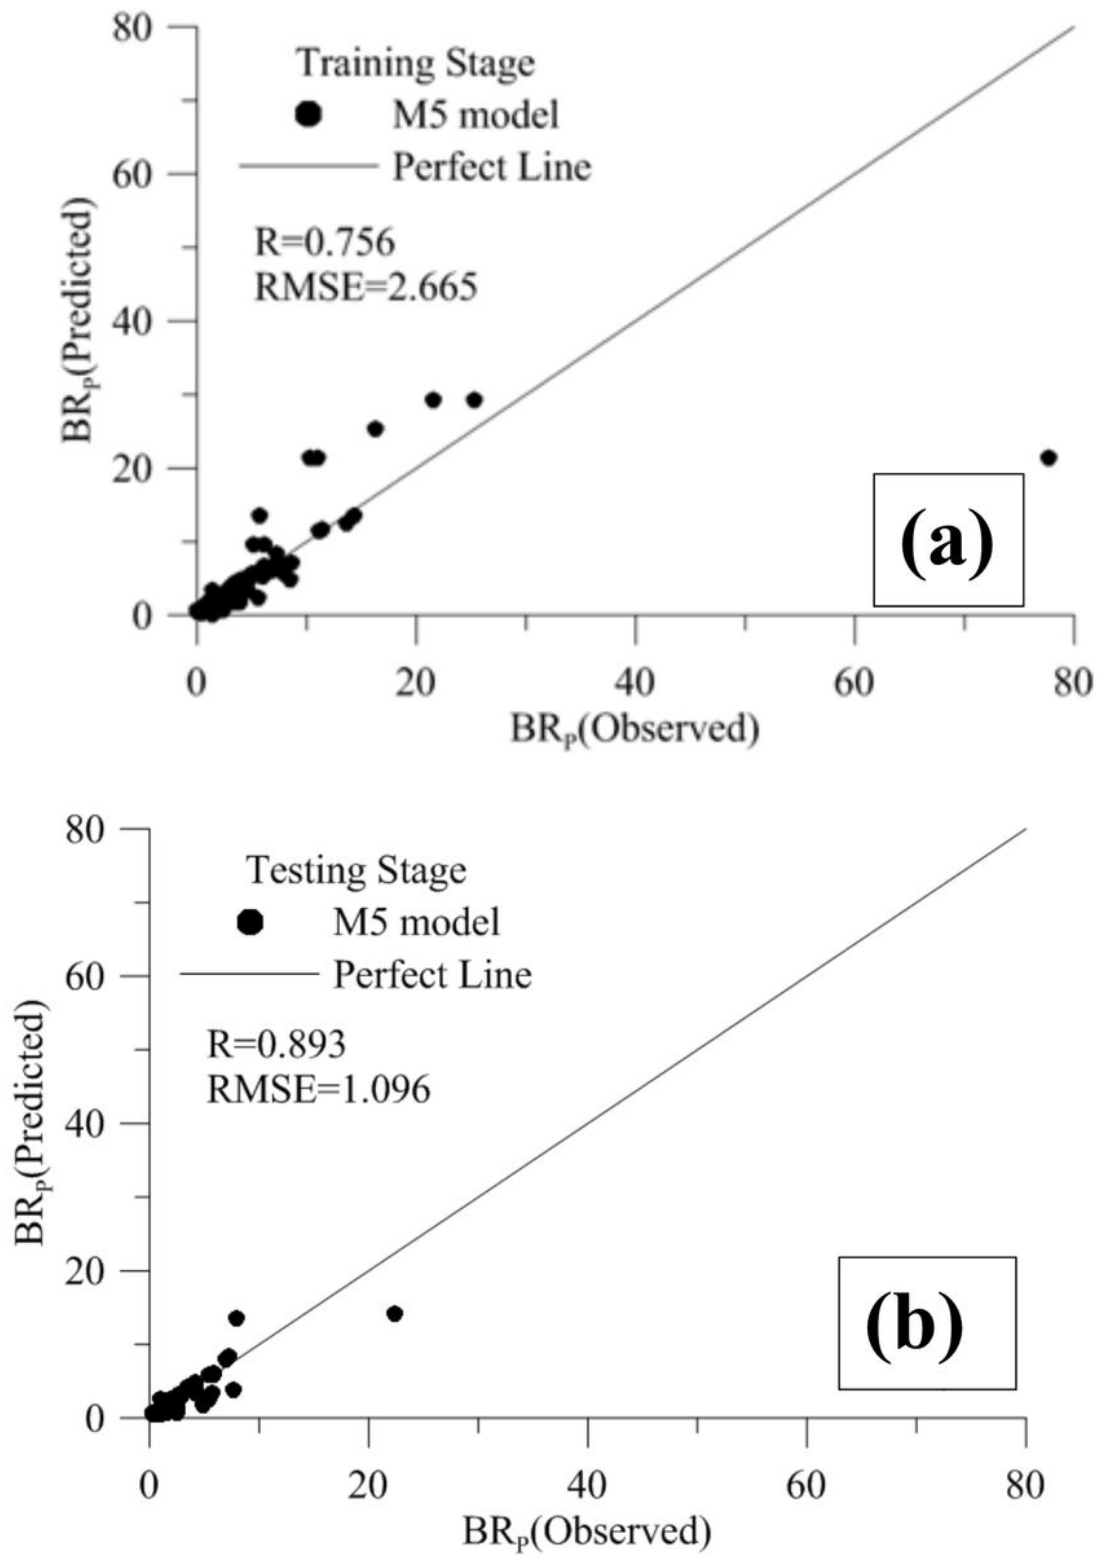 80
Training Stage
M5 model
60
Perfect Line
R=0.756
RMSE=2.665
40
BRP(Predicted)
20
(a)
0
0 20 40 60 80
BRP(Observed)
80
Testing Stage
M5 model
60
Perfect Line
R=0.893
RMSE=1.096
40
BRP(Predicted)
20
(b)
0
0 20 40 60 80
BRP(Observed)